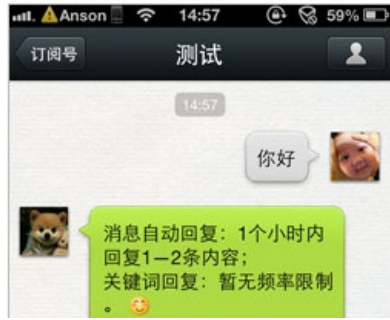 Anson 14:57 59%
订阅号 测试
14:57
你好
消息自动回复：1个小时内
回复1—2条内容；
关键词回复：暂无频率限制
。